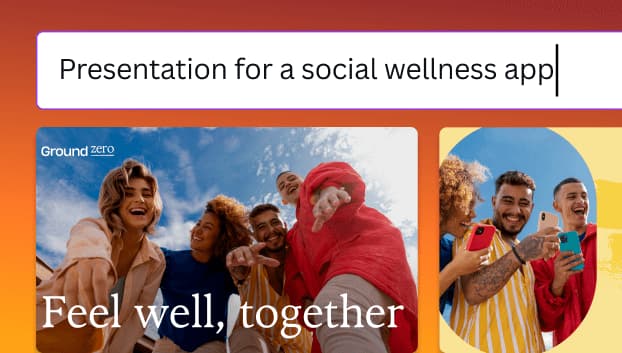 Presentation for a social wellness app
Ground zero
Feel well, together